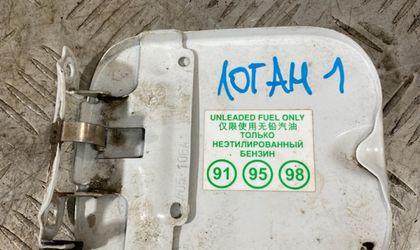 ЛОГАН 1
UNLEADED FUEL ONLY
仅限使用无铅汽油
ТОЛЬКО
НЕЭТИЛИРОВАННЫЙ
БЕНЗИН
91 95 98